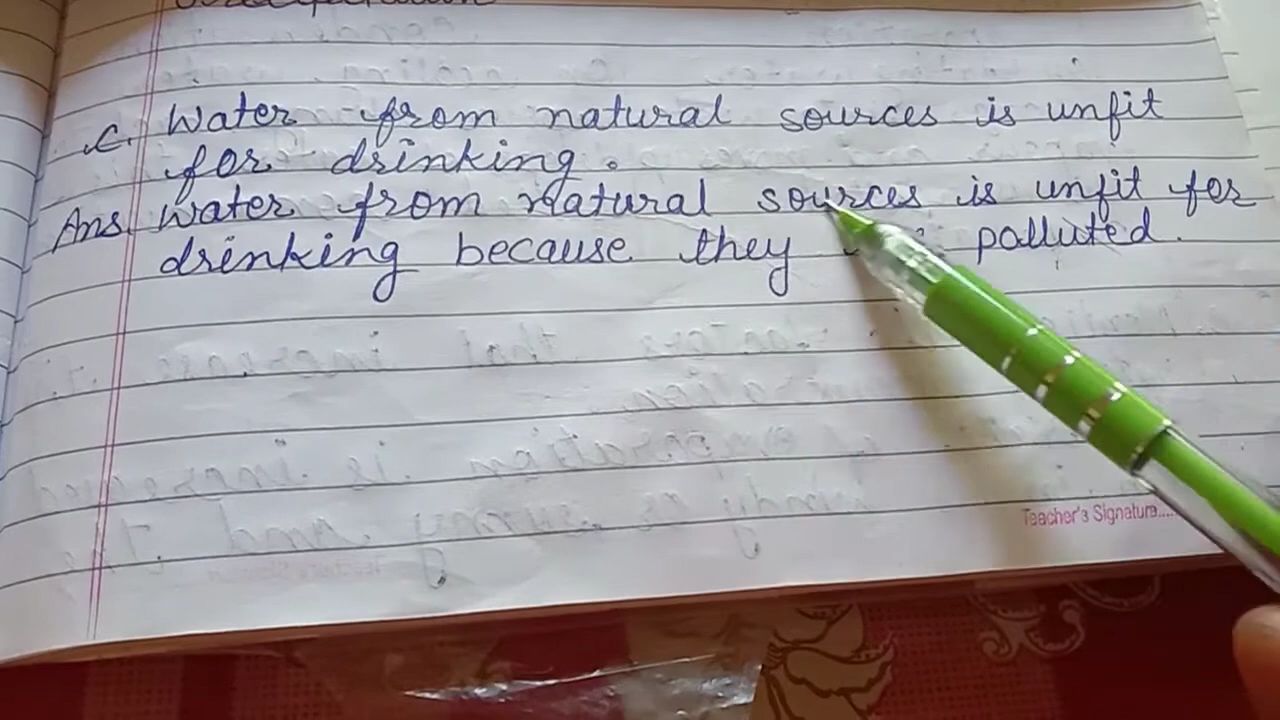 c. Water from natural sources is unfit
for drinking.
Ans. Water from natural sources is unfit for
drinking because they polluted.
Teacher's Signature.....